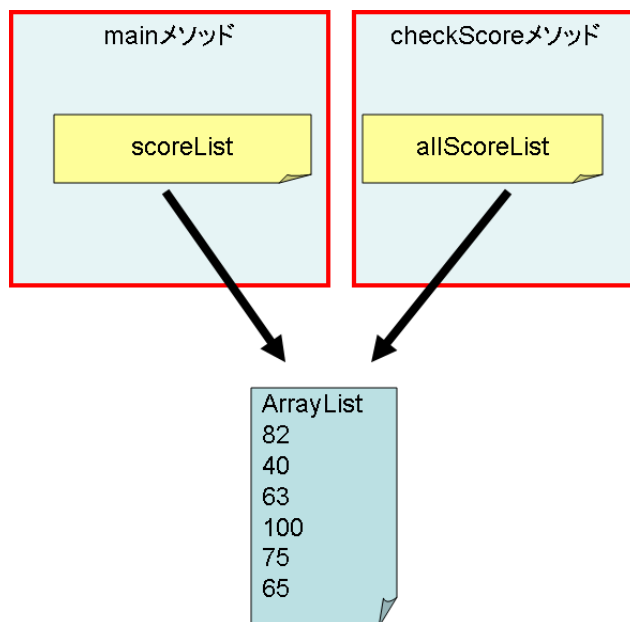 mainメソッド
checkScoreメソッド
scoreList
allScoreList
ArrayList
82
40
63
100
75
65